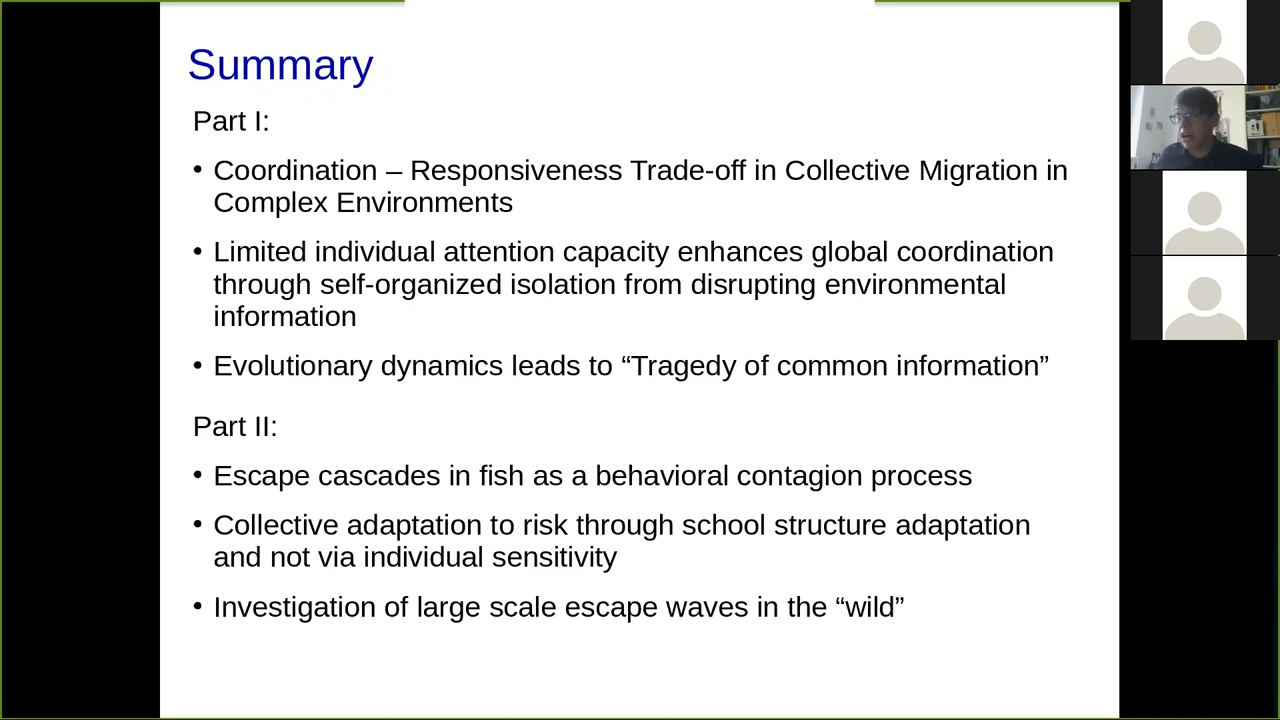 Summary
Part I:
• Coordination – Responsiveness Trade-off in Collective Migration in
Complex Environments
• Limited individual attention capacity enhances global coordination
through self-organized isolation from disrupting environmental
information
• Evolutionary dynamics leads to “Tragedy of common information”
Part II:
• Escape cascades in fish as a behavioral contagion process
• Collective adaptation to risk through school structure adaptation
and not via individual sensitivity
• Investigation of large scale escape waves in the “wild”